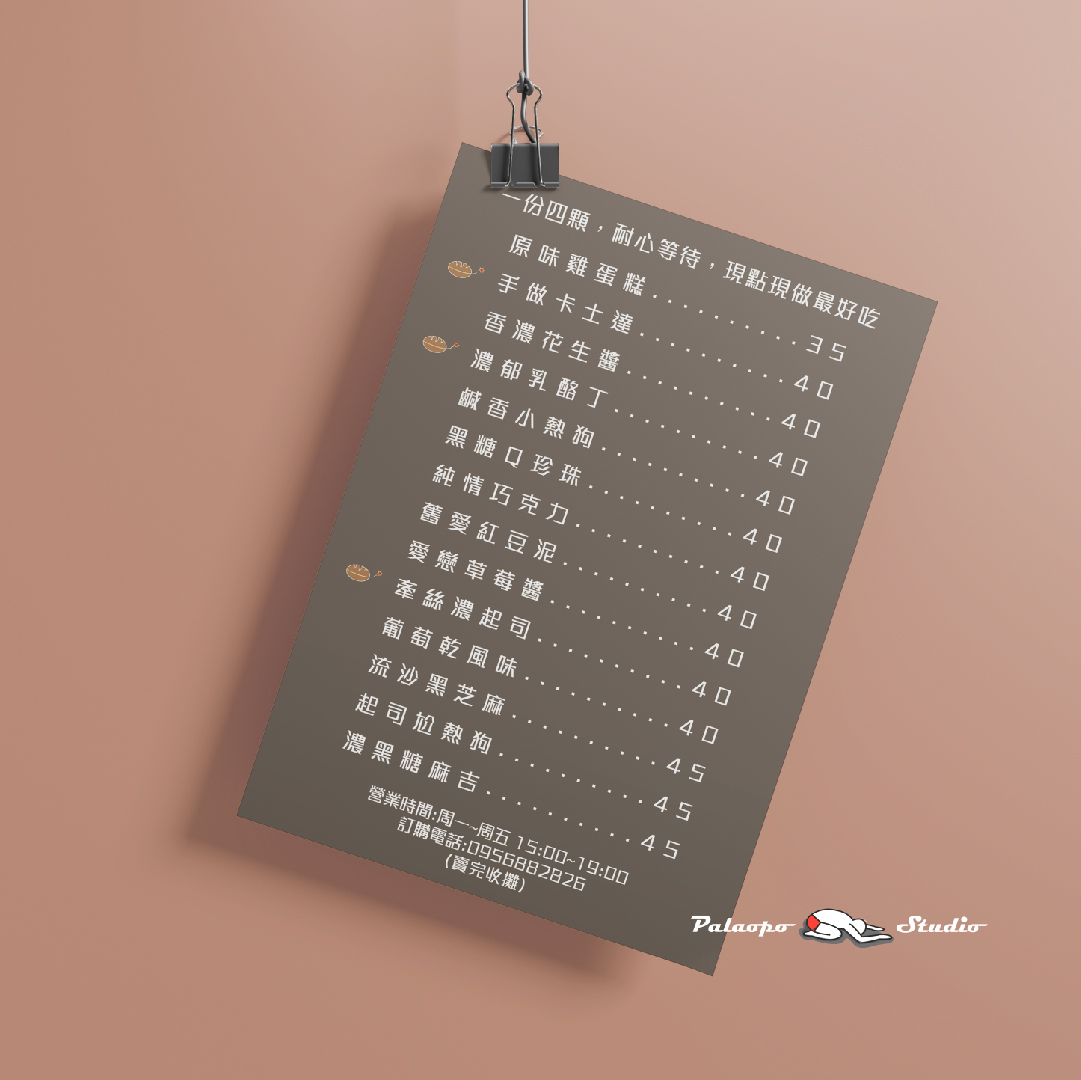 一份四顆，耐心等待，現點現做最好吃
原味雞蛋糕..........35
手做卡士達..........40
香濃花生醬..........40
濃郁乳酪丁..........40
鹹香小熱狗..........40
黑糖Q珍珠..........40
純情巧克力..........40
舊愛紅豆泥..........40
愛戀草莓醬..........40
牽絲濃起司..........40
葡萄乾風味..........40
流沙黑芝麻..........45
起司尬熱狗..........45
濃黑糖麻吉..........45
營業時間:周一~周五 15:00~19:00
訂購電話:0956882826
(賣完收攤)
Palaopo Studio